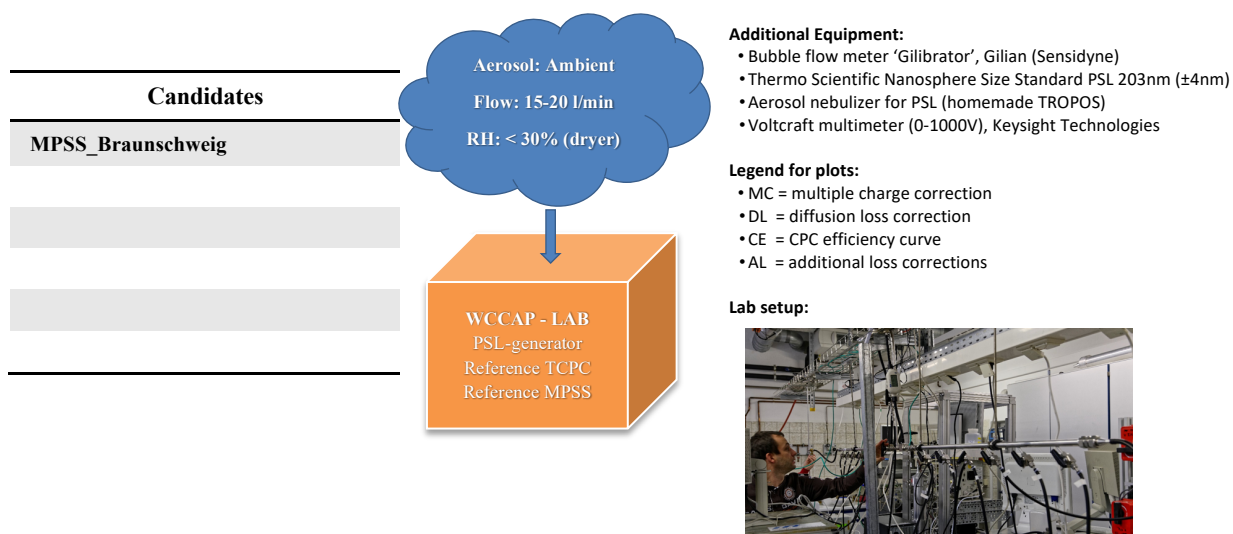 Candidates
MPSS_Braunschweig
Aerosol: Ambient
Flow: 15-20 l/min
RH: < 30% (dryer)
WCCAP - LAB
PSL-generator
Reference TCPC
Reference MPSS
Additional Equipment:
• Bubble flow meter ‘Gilibrator’, Gilian (Sensidyne)
• Thermo Scientific Nanosphere Size Standard PSL 203nm (±4nm)
• Aerosol nebulizer for PSL (homemade TROPOS)
• Voltcraft multimeter (0-1000V), Keysight Technologies
Legend for plots:
• MC = multiple charge correction
• DL = diffusion loss correction
• CE = CPC efficiency curve
• AL = additional loss corrections
Lab setup: